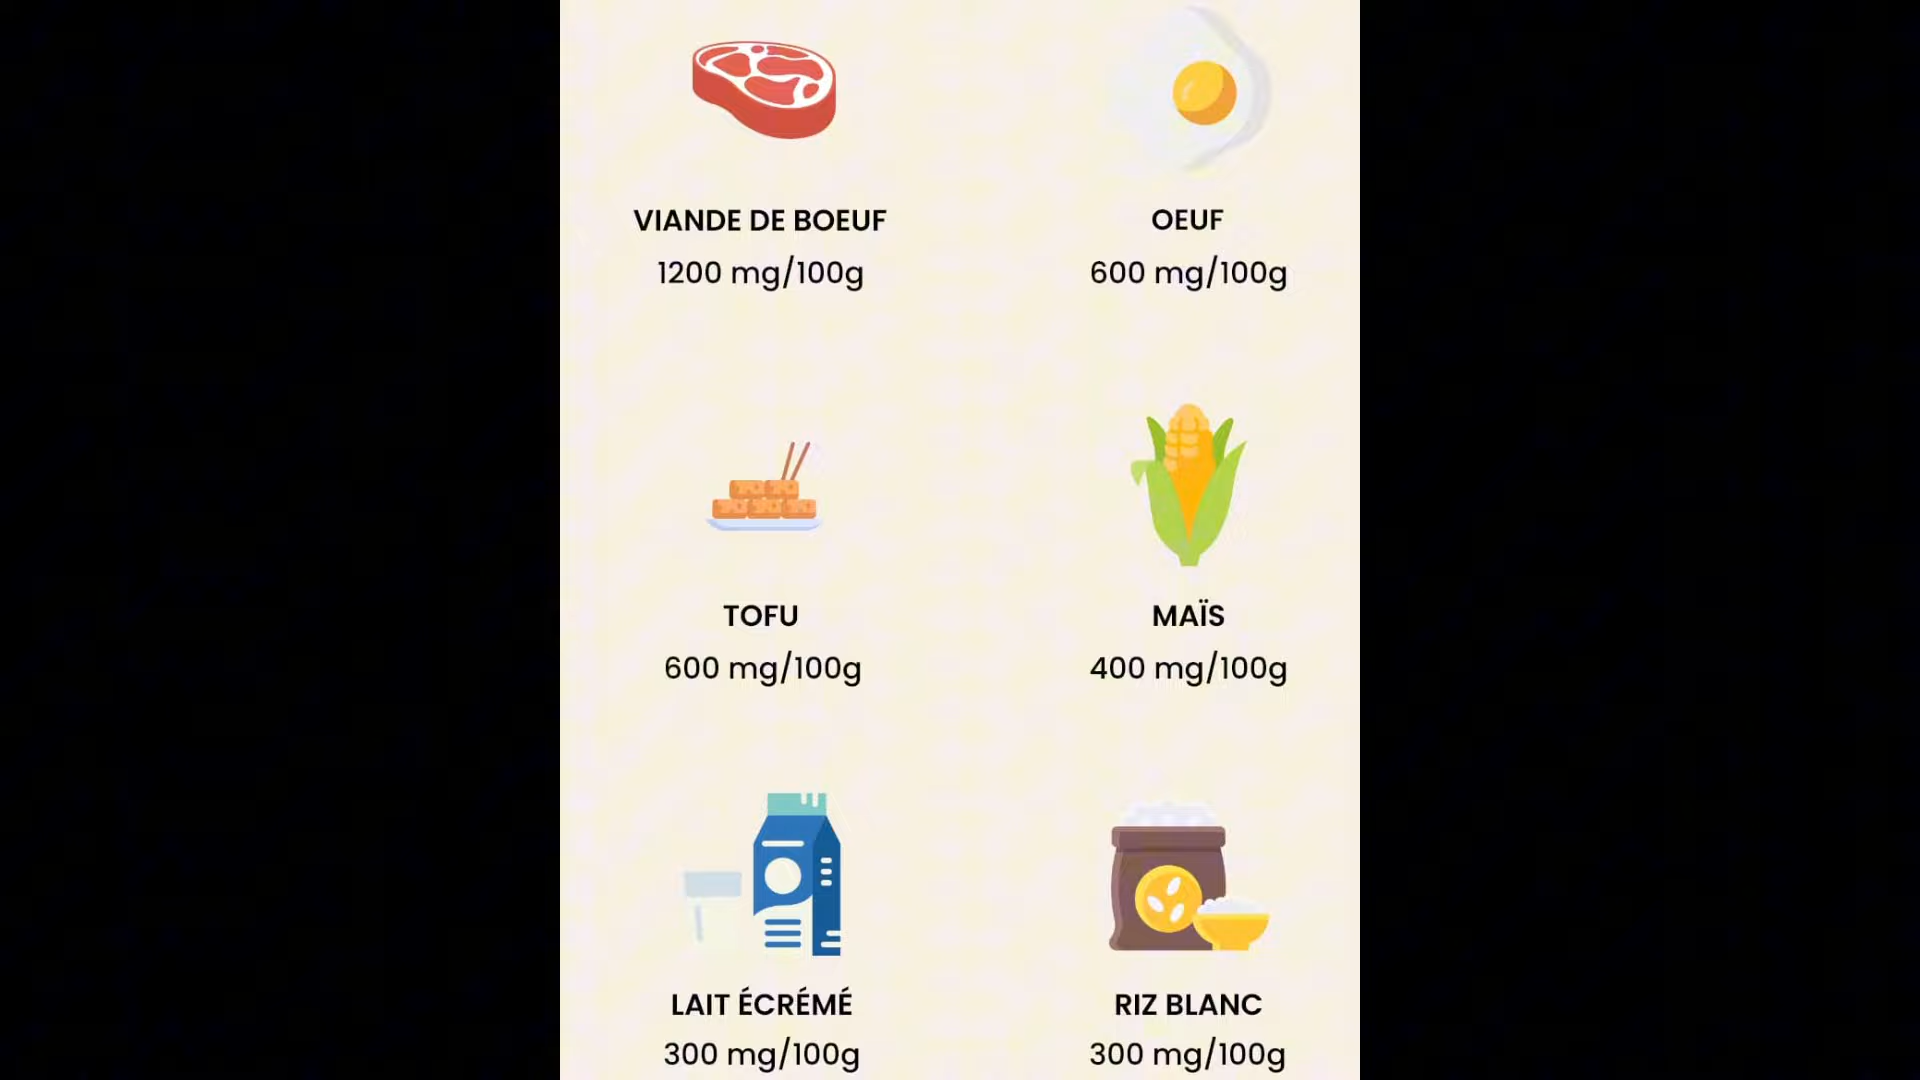 VIANDE DE BOEUF
1200 mg/100g
OEUF
600 mg/100g
TOFU
600 mg/100g
MAÏS
400 mg/100g
LAIT ÉCRÉMÉ
300 mg/100g
RIZ BLANC
300 mg/100g